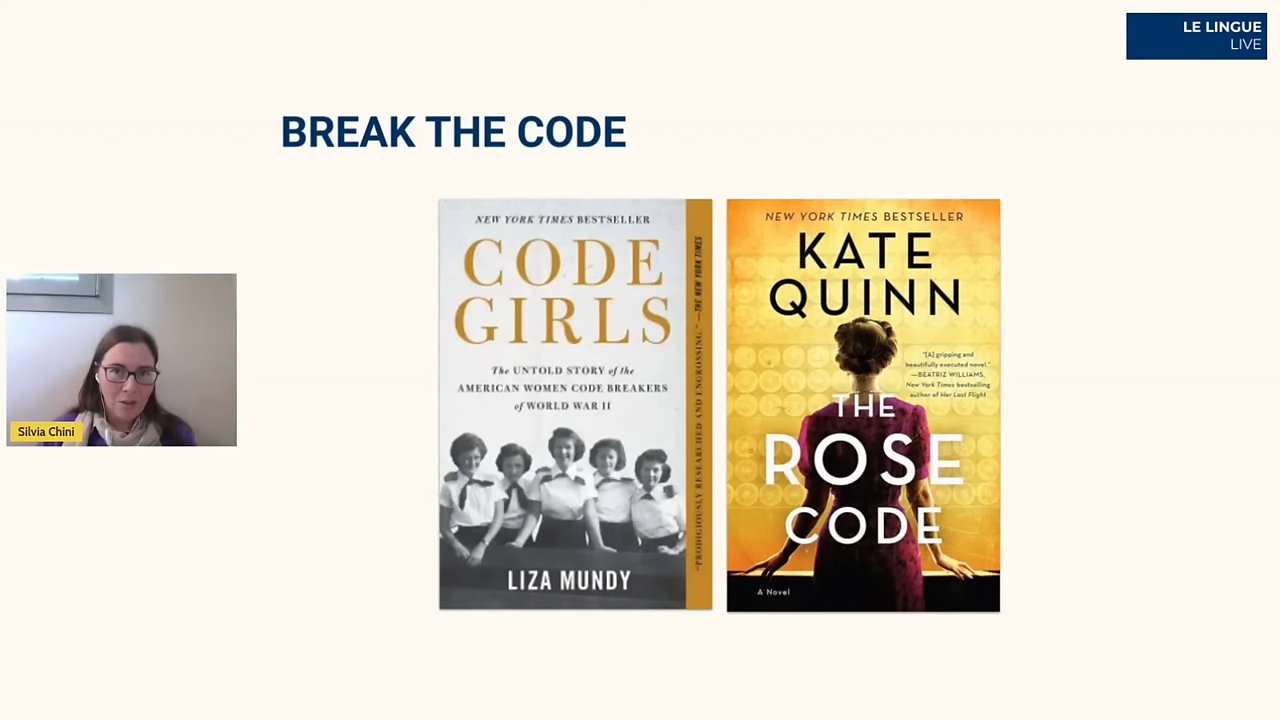 LE LINGUE
LIVE
BREAK THE CODE
NEW YORK TIMES BESTSELLER
CODE
GIRLS
The UNTOLD STORY of the
AMERICAN WOMEN CODE BREAKERS
of WORLD WAR II
LIZA MUNDY
"PRODIGIOUSLY RESEARCHED AND ENGROSSING." —THE NEW YORK TIMES
NEW YORK TIMES BESTSELLER
KATE
QUINN
"[A] gripping and
beautifully executed novel."
—BEATRIZ WILLIAMS,
New York Times bestselling
author of Her Last Flight
THE
ROSE
CODE
A Novel
Silvia Chini